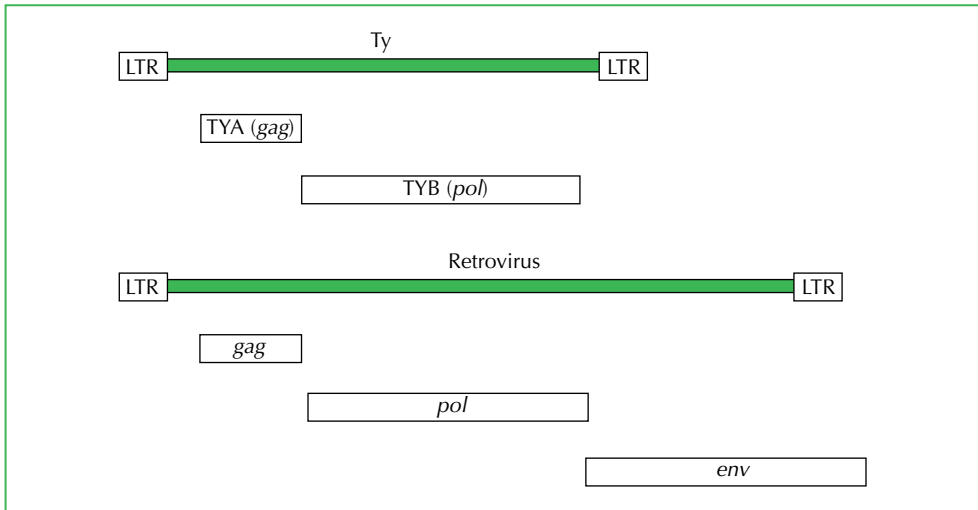 Ty
LTR LTR
TYA (gag)
TYB (pol)
Retrovirus
LTR LTR
gag
pol
env